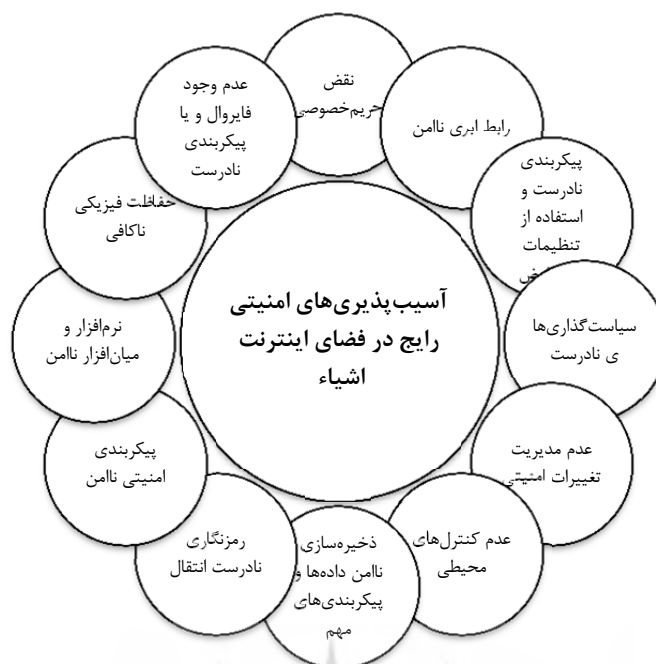 آسیب‌پذیری‌های امنیتی
رایج در فضای اینترنت
اشیاء
نقض
حریم‌خصوصی
رابط ابری ناامن
پیکربندی
نادرست و
استفاده از
تنظیمات
سیاست‌گذاری‌ها
ی نادرست
عدم مدیریت
تغییرات امنیتی
عدم کنترل‌های
محیطی
ذخیره‌سازی
ناامن داده‌ها و
پیکربندی‌های
مهم
رمزنگاری
نادرست انتقال
پیکربندی
امنیتی ناامن
نرم‌افزار و
میان‌افزار ناامن
حفاظت فیزیکی
ناکافی
عدم وجود
فایروال و یا
پیکربندی
نادرست